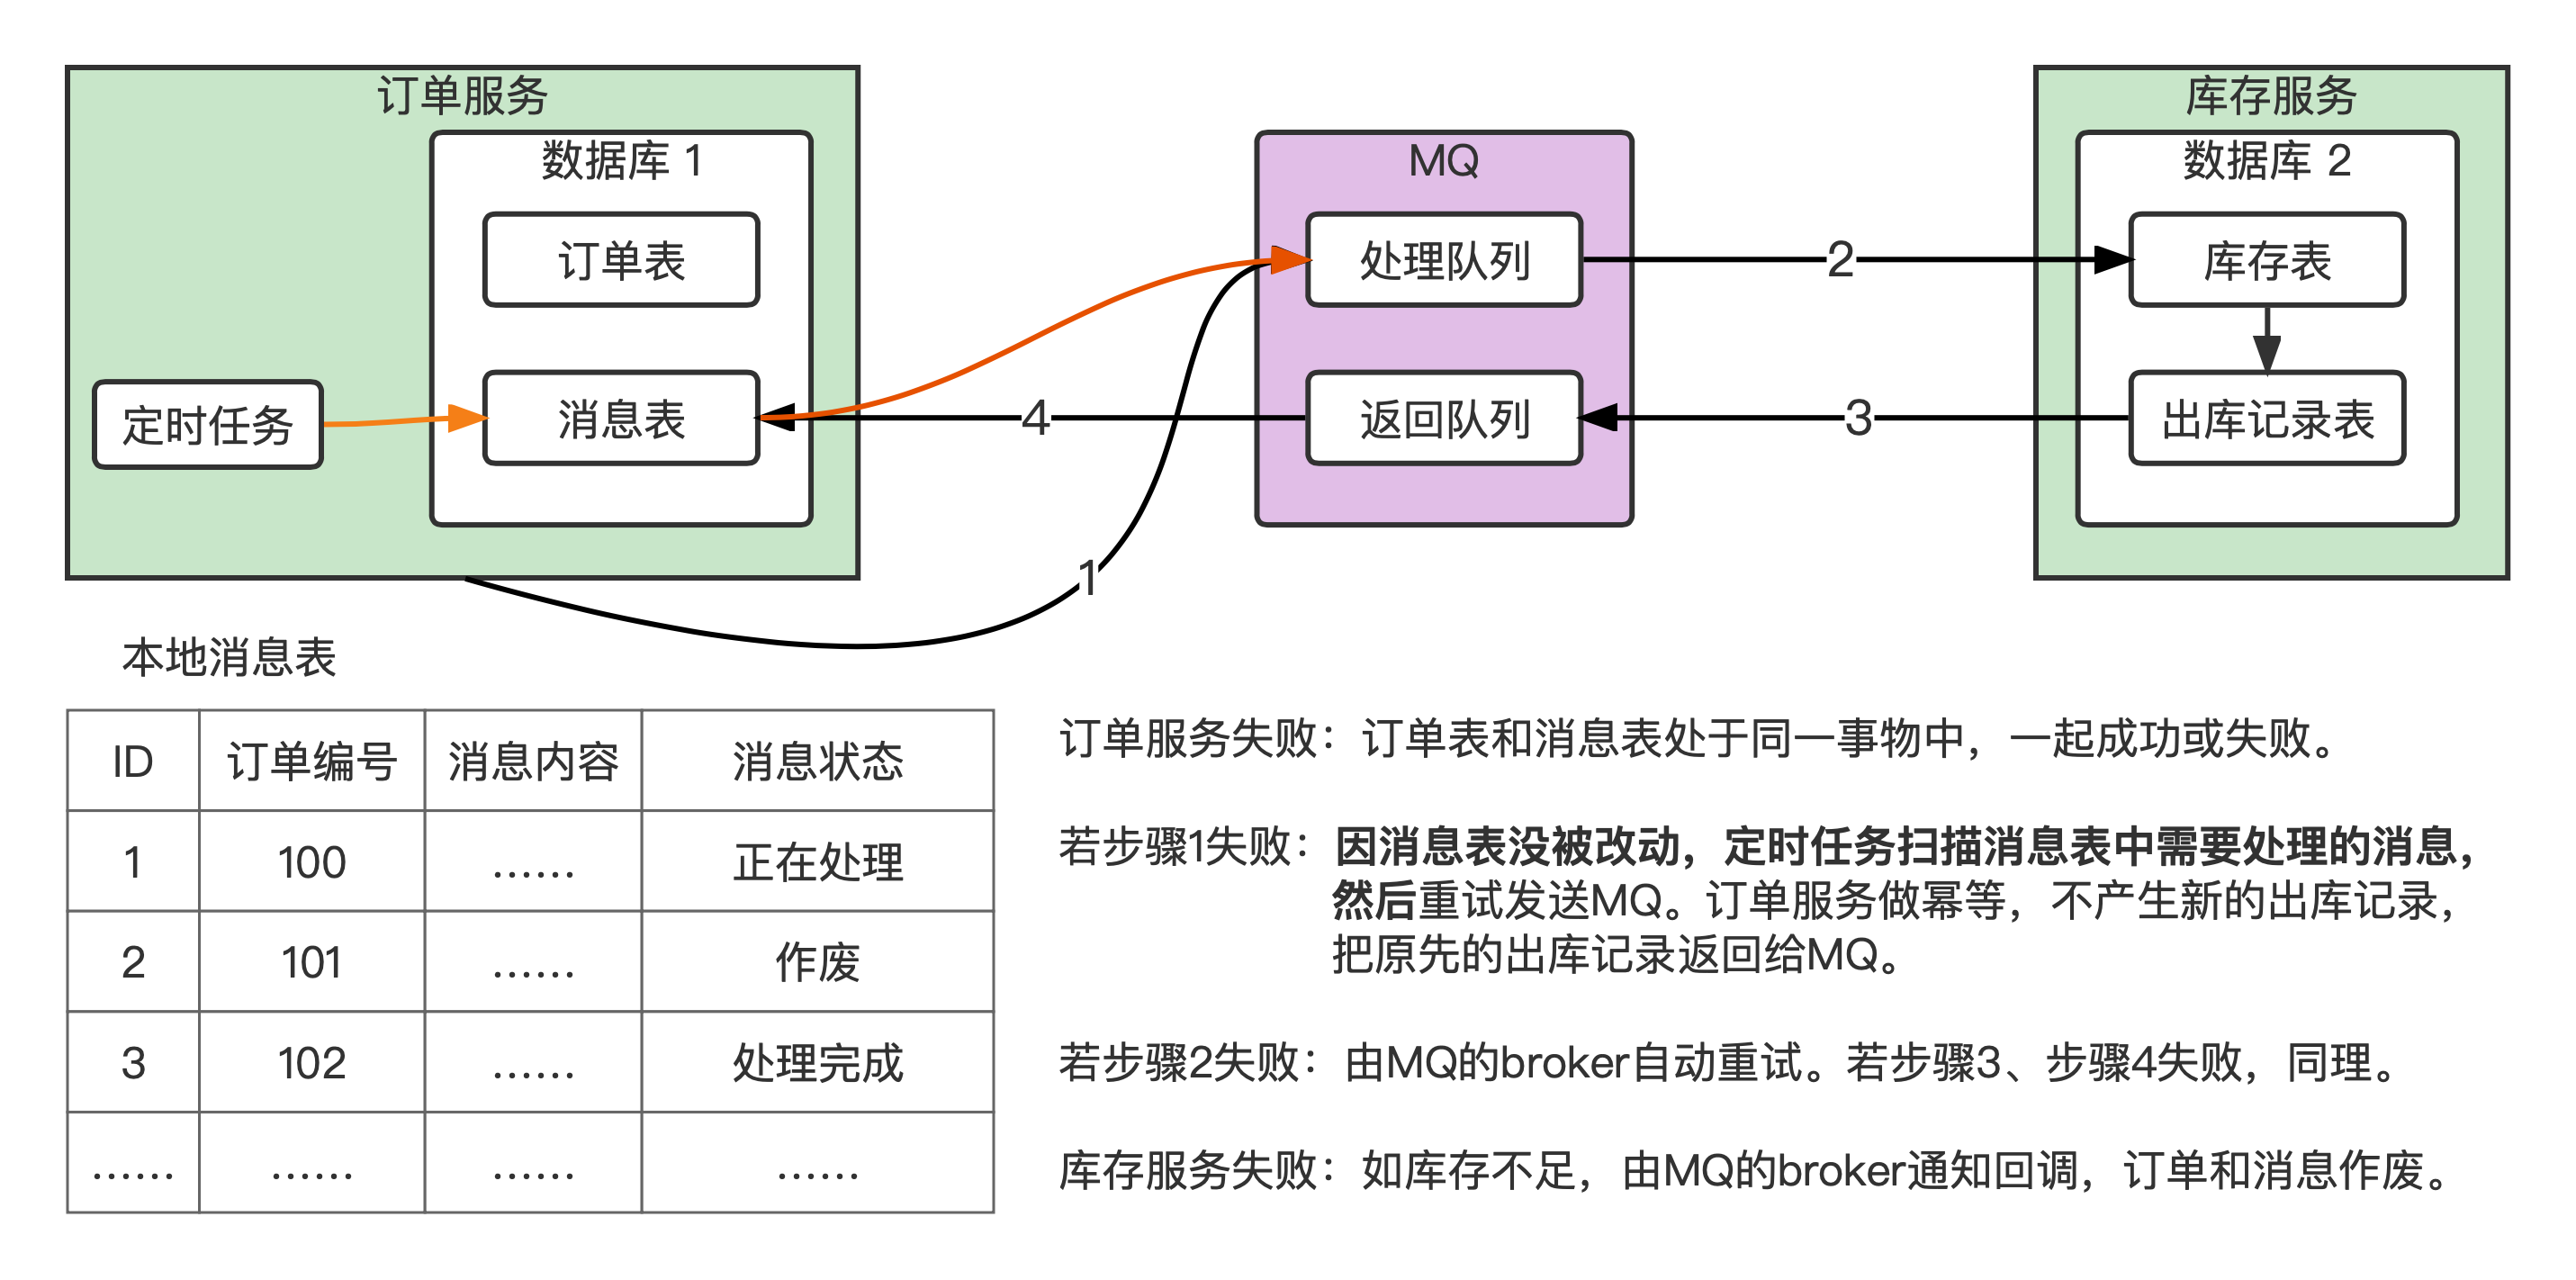 订单服务
数据库 1
订单表
消息表
定时任务
MQ
处理队列
返回队列
库存服务
数据库 2
库存表
出库记录表
1
2
3
4
本地消息表
ID 订单编号 消息内容 消息状态
1 100 …… 正在处理
2 101 …… 作废
3 102 …… 处理完成
…… …… …… ……
订单服务失败：订单表和消息表处于同一事物中，一起成功或失败。
若步骤1失败：因消息表没被改动，定时任务扫描消息表中需要处理的消息，
然后重试发送MQ。订单服务做幂等，不产生新的出库记录，
把原先的出库记录返回给MQ。
若步骤2失败：由MQ的broker自动重试。若步骤3、步骤4失败，同理。
库存服务失败：如库存不足，由MQ的broker通知回调，订单和消息作废。